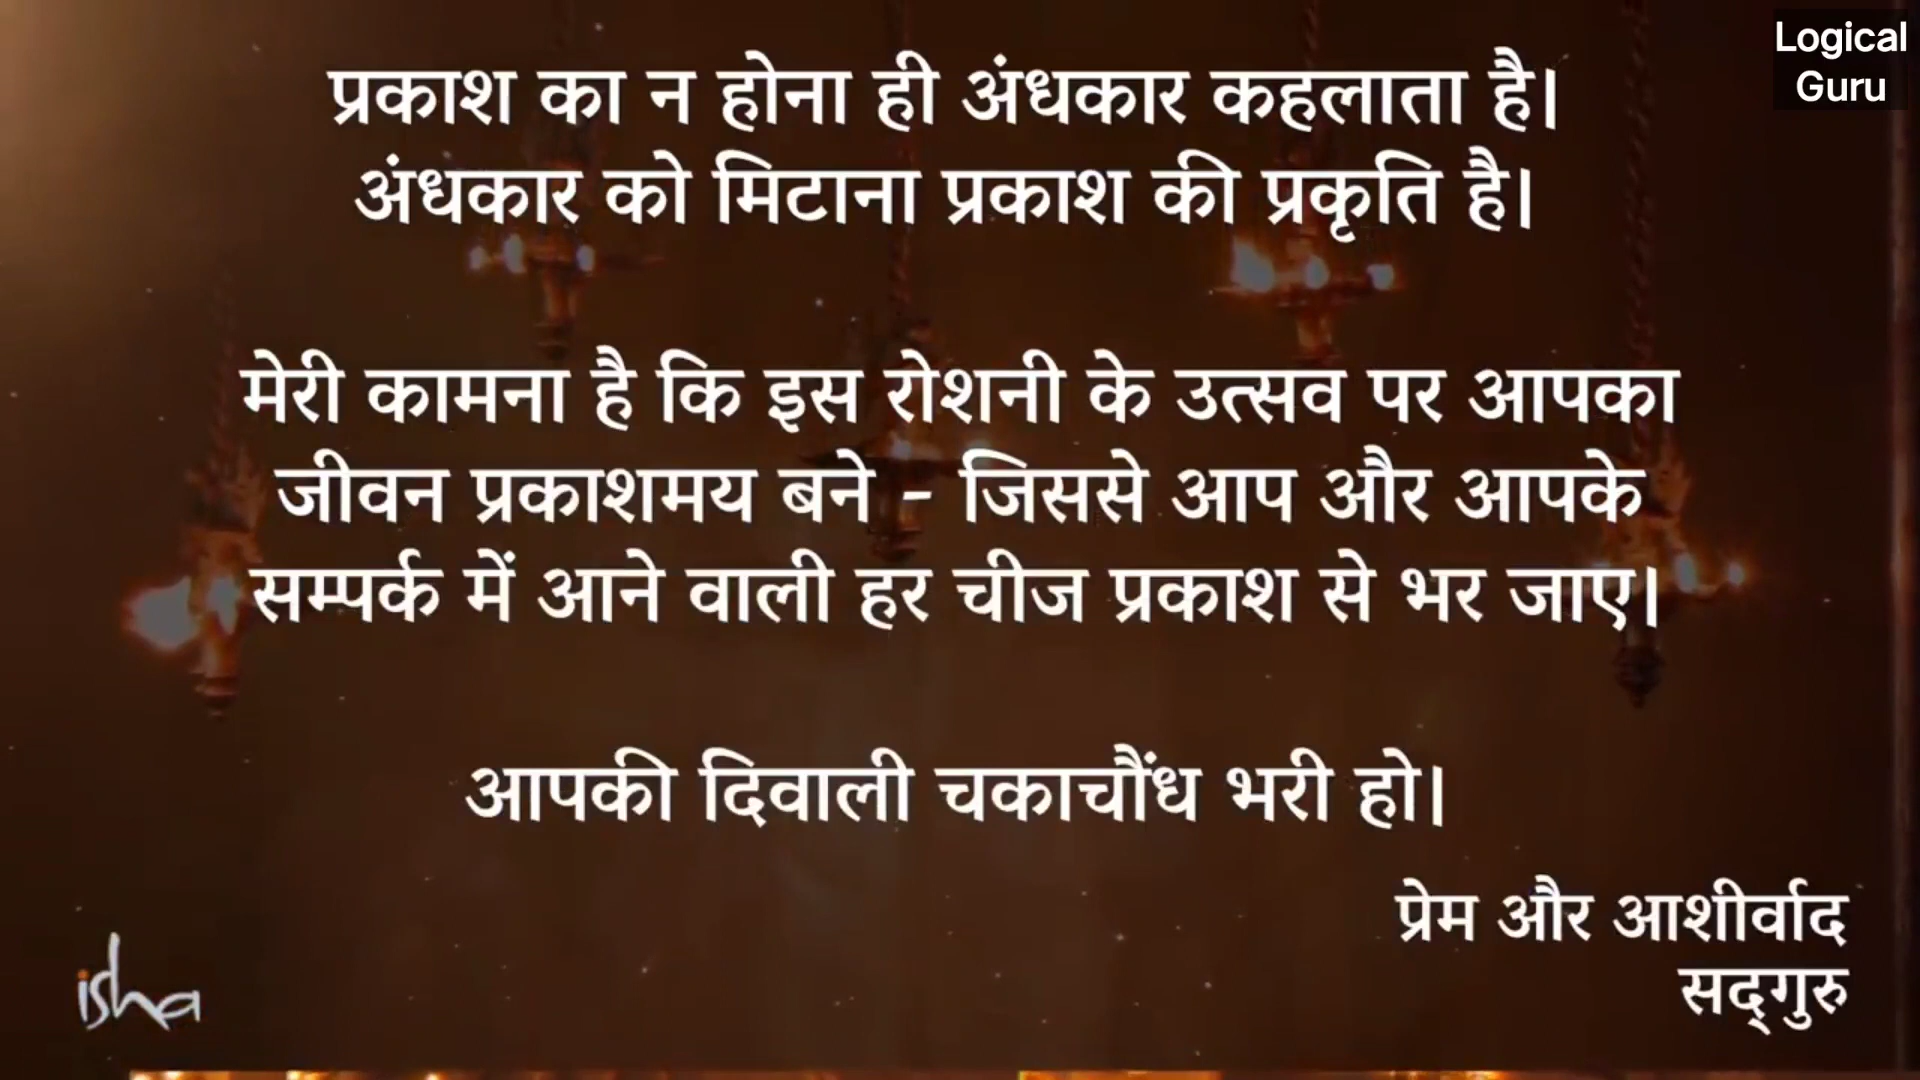 Logical
Guru
प्रकाश का न होना ही अंधकार कहलाता है।
अंधकार को मिटाना प्रकाश की प्रकृति है।
मेरी कामना है कि इस रोशनी के उत्सव पर आपका
जीवन प्रकाशमय बने - जिससे आप और आपके
सम्पर्क में आने वाली हर चीज प्रकाश से भर जाए।
आपकी दिवाली चकाचौंध भरी हो।
प्रेम और आशीर्वाद
सद्‌गुरु
isha